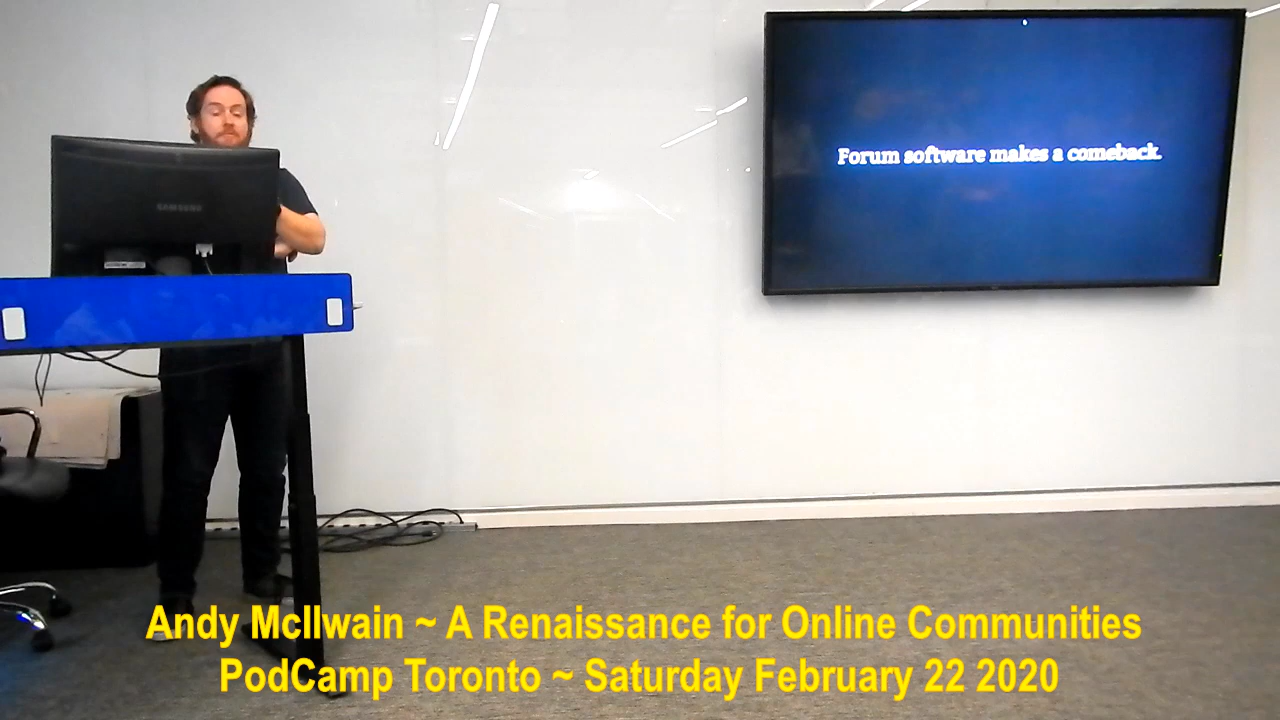 Forum software makes a comeback.
SAMSUNG
Andy McIlwain ~ A Renaissance for Online Communities
PodCamp Toronto ~ Saturday February 22 2020